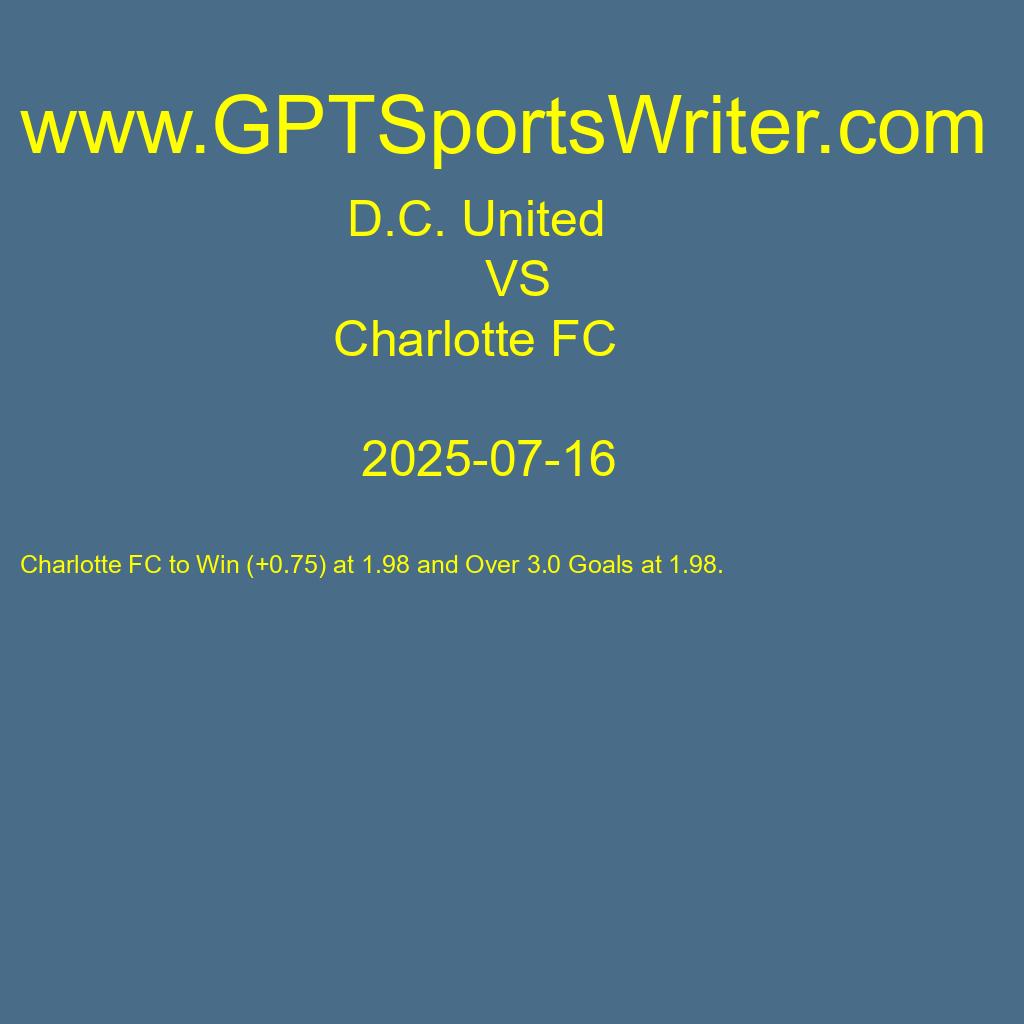 www.GPTSportsWriter.com
D.C. United
VS
Charlotte FC
2025-07-16
Charlotte FC to Win (+0.75) at 1.98 and Over 3.0 Goals at 1.98.